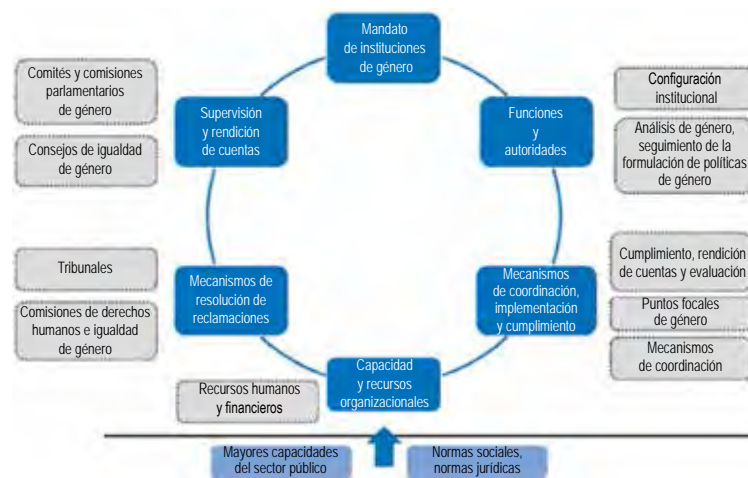 Mandato
de instituciones
de género
Comités y comisiones
parlamentarios
de género
Consejos de igualdad
de género
Supervisión
y rendición
de cuentas
Funciones
y
autoridades
Configuración
institucional
Análisis de género,
seguimiento de la
formulación de políticas
de género
Tribunales
Comisiones de derechos
humanos e igualdad
de género
Mecanismos de
resolución de
reclamaciones
Mecanismos
de coordinación,
implementación
y cumplimiento
Cumplimiento, rendición
de cuentas y evaluación
Puntos focales
de género
Mecanismos
de coordinación
Capacidad
y recursos
organizacionales
Recursos humanos
y financieros
Mayores capacidades
del sector público
Normas sociales,
normas jurídicas